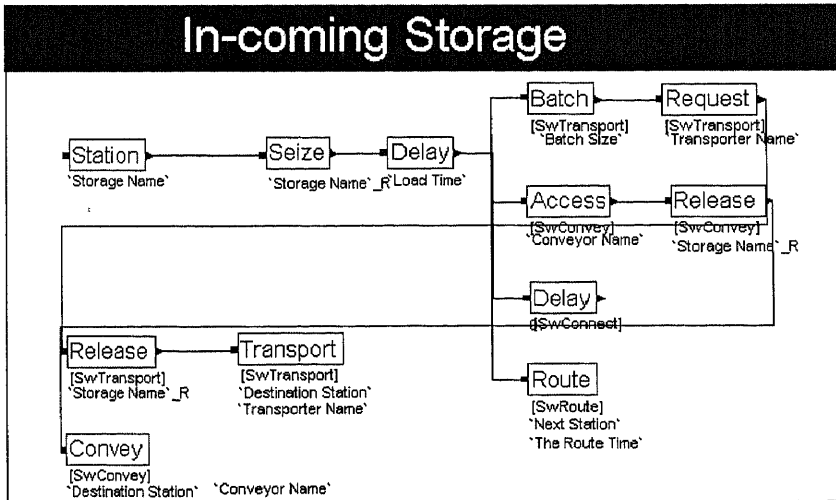 In-coming Storage
Batch
Request
[SwTransport]
`Batch Size`
[SwTransport]
`Transporter Name`
Station
`Storage Name`
Seize
`Storage Name`_R
Delay
`Load Time`
Access
[SwConvey]
`Conveyor Name`
Release
[SwConvey]
`Storage Name`_R
Delay
[SwConnect]
Release
[SwTransport]
`Storage Name`_R
Transport
[SwTransport]
`Destination Station`
`Transporter Name`
Route
[SwRoute]
`Next Station`
`The Route Time`
Convey
[SwConvey]
`Destination Station` `Conveyor Name`